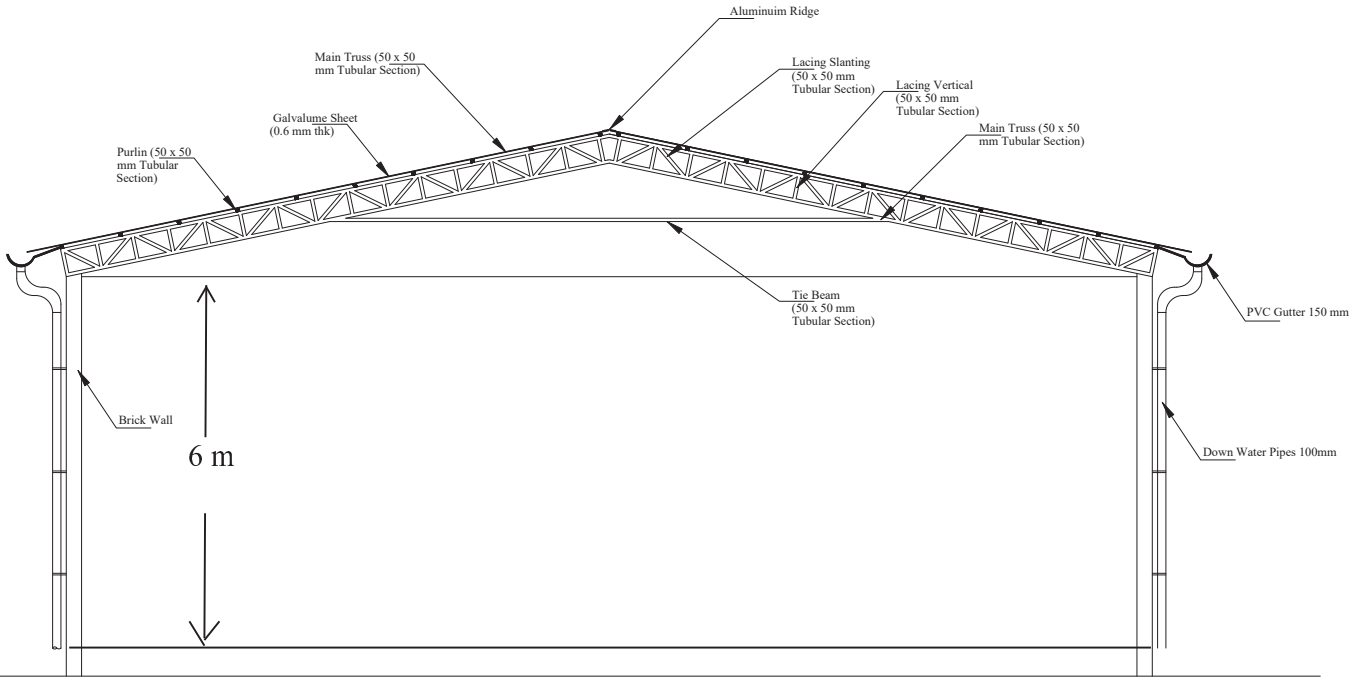 Aluminuim Ridge
Main Truss (50 x 50
mm Tubular Section)
Lacing Slanting
(50 x 50 mm
Tubular Section)
Lacing Vertical
(50 x 50 mm
Tubular Section)
Galvalume Sheet
(0.6 mm thk)
Main Truss (50 x 50
mm Tubular Section)
Purlin (50 x 50
mm Tubular
Section)
Tie Beam
(50 x 50 mm
Tubular Section)
PVC Gutter 150 mm
Brick Wall
6 m
Down Water Pipes 100mm